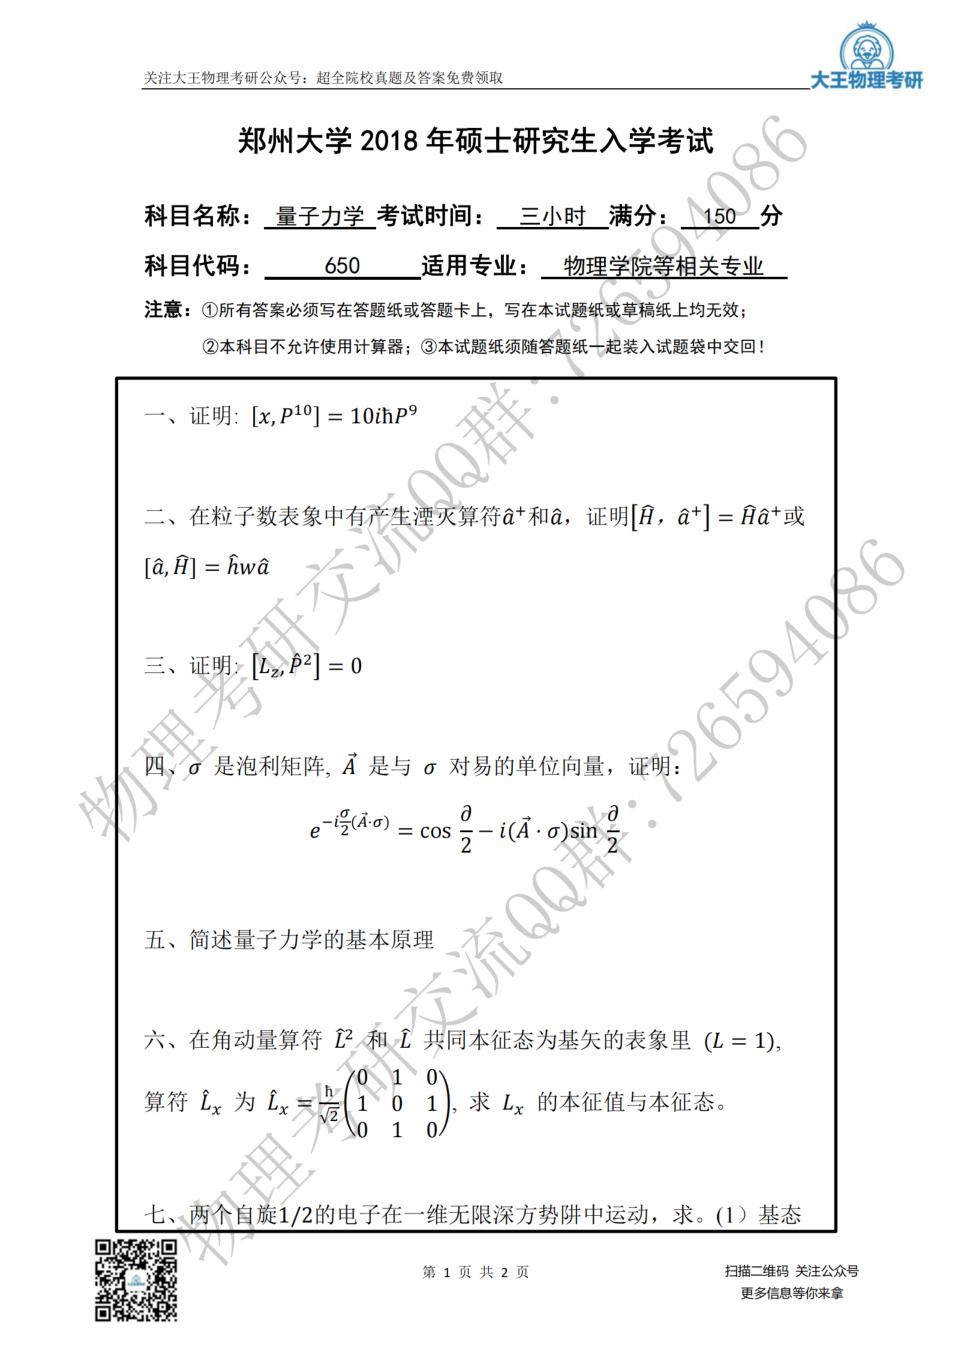 关注大王物理考研公众号：超全院校真题及答案免费领取
大王物理考研
郑州大学 2018 年硕士研究生入学考试
科目名称： 量子力学 考试时间： 三小时 满分： 150 分
科目代码： 650 适用专业： 物理学院等相关专业
注意：①所有答案必须写在答题纸或答题卡上，写在本试题纸或草稿纸上均无效；
②本科目不允许使用计算器；③本试题纸须随答题纸一起装入试题袋中交回！
一、证明: [x, P¹⁰] = 10iħP⁹
二、在粒子数表象中有产生湮灭算符â⁺和â，证明[Ĥ，â⁺] = Ĥâ⁺或
[â, Ĥ] = ħ̂wâ
三、证明: [L_z, P̂²] = 0
四、σ 是泡利矩阵, A⃗ 是与 σ 对易的单位向量，证明：
e^{-i\frac{σ}{2}(A⃗·σ)} = cos \frac{∂}{2} − i(A⃗ · σ)sin \frac{∂}{2}
五、简述量子力学的基本原理
六、在角动量算符 L̂² 和 L̂ 共同本征态为基矢的表象里 (L = 1),
算符 L̂ₓ 为 L̂ₓ = \frac{ħ}{√2} \begin{pmatrix} 0 & 1 & 0 \\ 1 & 0 & 1 \\ 0 & 1 & 0 \end{pmatrix}, 求 Lₓ 的本征值与本征态。
七、两个自旋1/2的电子在一维无限深方势阱中运动，求。(1）基态
物理考研交流QQ群：726594086
物理考研交流QQ群：726594086
大王物理考研
第 1 页 共 2 页
扫描二维码 关注公众号
更多信息等你来拿